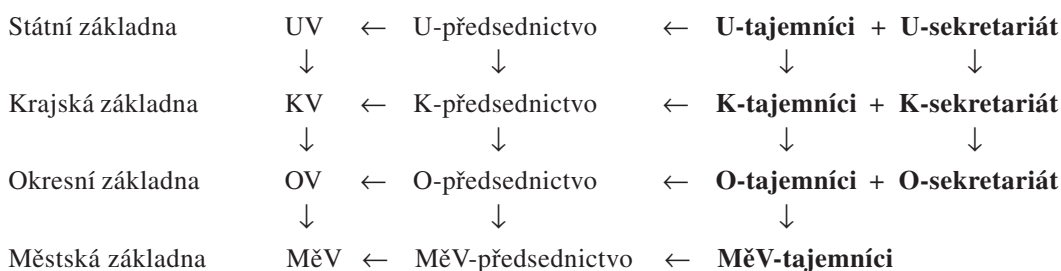 Státní základna UV ← U-předsednictvo ← U-tajemníci + U-sekretariát
↓ ↓ ↓ ↓
Krajská základna KV ← K-předsednictvo ← K-tajemníci + K-sekretariát
↓ ↓ ↓ ↓
Okresní základna OV ← O-předsednictvo ← O-tajemníci + O-sekretariát
↓ ↓ ↓
Městská základna MěV ← MěV-předsednictvo ← MěV-tajemníci